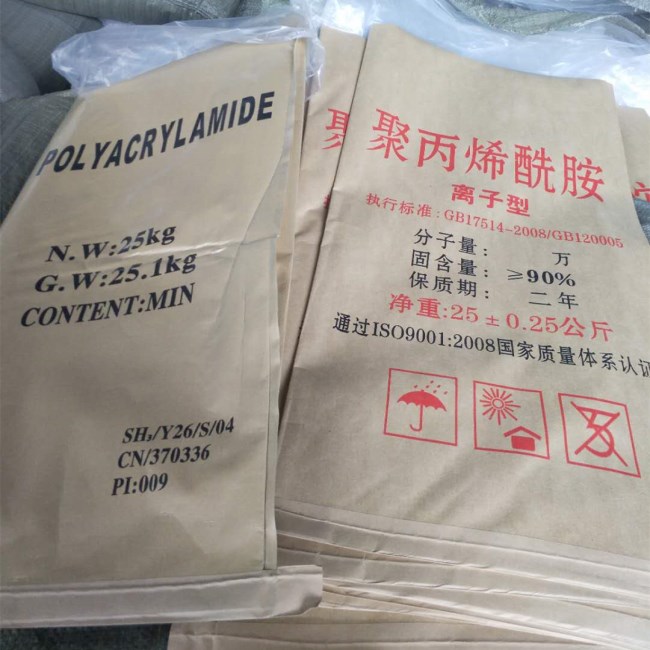 POLYACRYLAMIDE
N.W:25kg
G.W:25.1kg
CONTENT:MIN
SH₃/Y26/S/04
CN/370336
PI:009
聚丙烯酰胺
离子型
执行标准:GB17514-2008/GB120005
分子量: 万
固含量:≥90%
保质期: 二年
净重:25±0.25公斤
通过ISO9001:2008国家质量体系认证